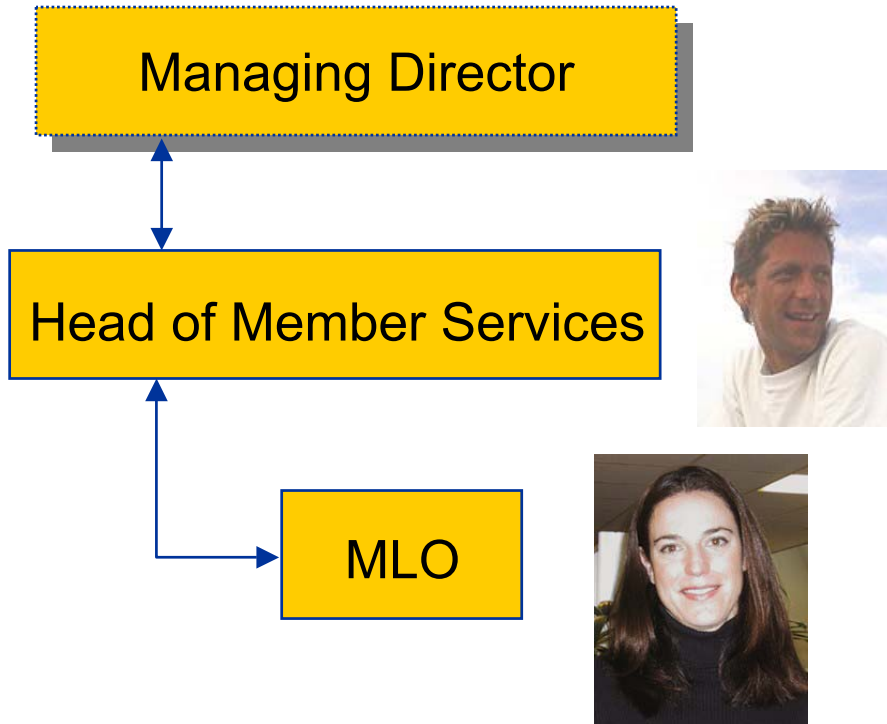 Managing Director
Head of Member Services
MLO